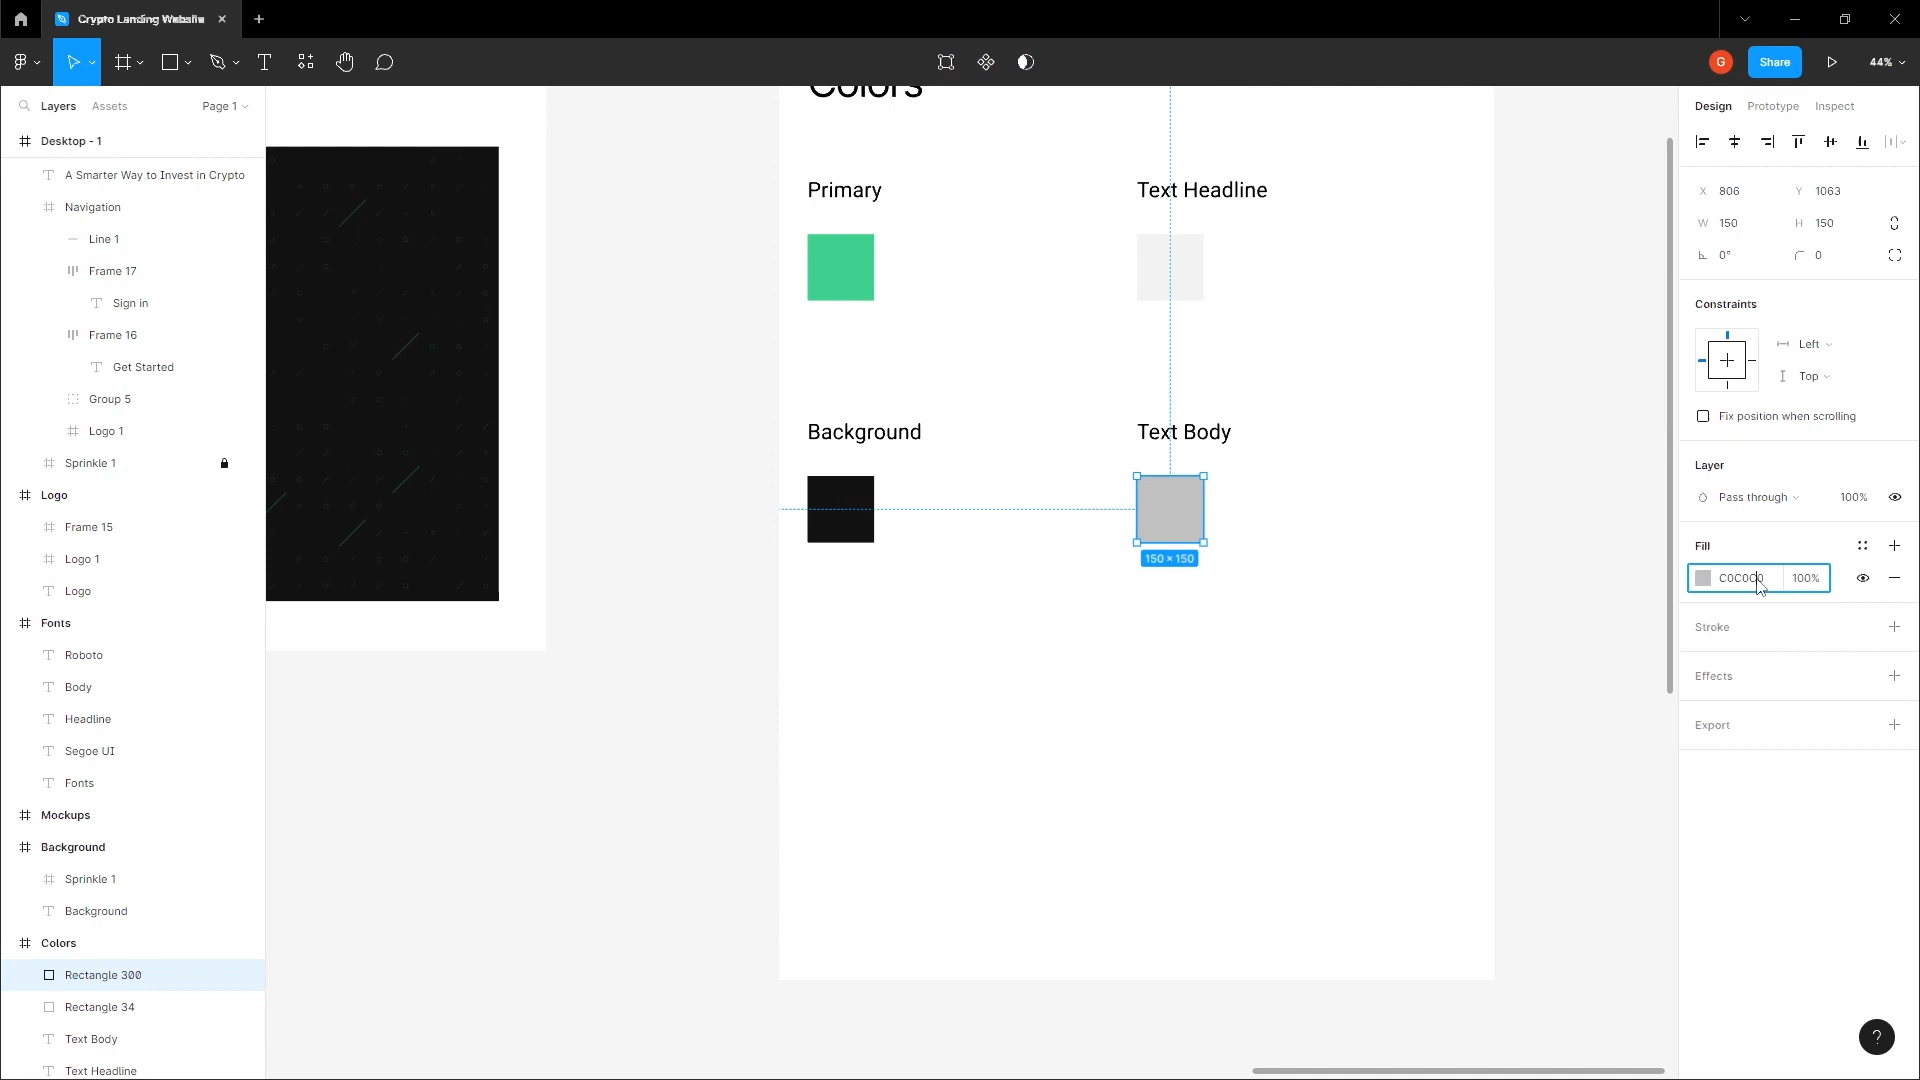 Crypto Landing Website
Share
44%
G
Layers
Assets
Page 1
Desktop - 1
A Smarter Way to Invest in Crypto
Navigation
Line 1
Frame 17
Sign in
Frame 16
Get Started
Group 5
Logo 1
Sprinkle 1
Logo
Frame 15
Logo 1
Logo
Fonts
Roboto
Body
Headline
Segoe UI
Fonts
Mockups
Background
Sprinkle 1
Background
Colors
Rectangle 300
Rectangle 34
Text Body
Text Headline
Colors
Primary
Text Headline
Background
Text Body
150 × 150
Design
Prototype
Inspect
X 806
Y 1063
W 150
H 150
0°
0
Constraints
Left
Top
Fix position when scrolling
Layer
Pass through
100%
Fill
C0C0C0
100%
Stroke
Effects
Export
?